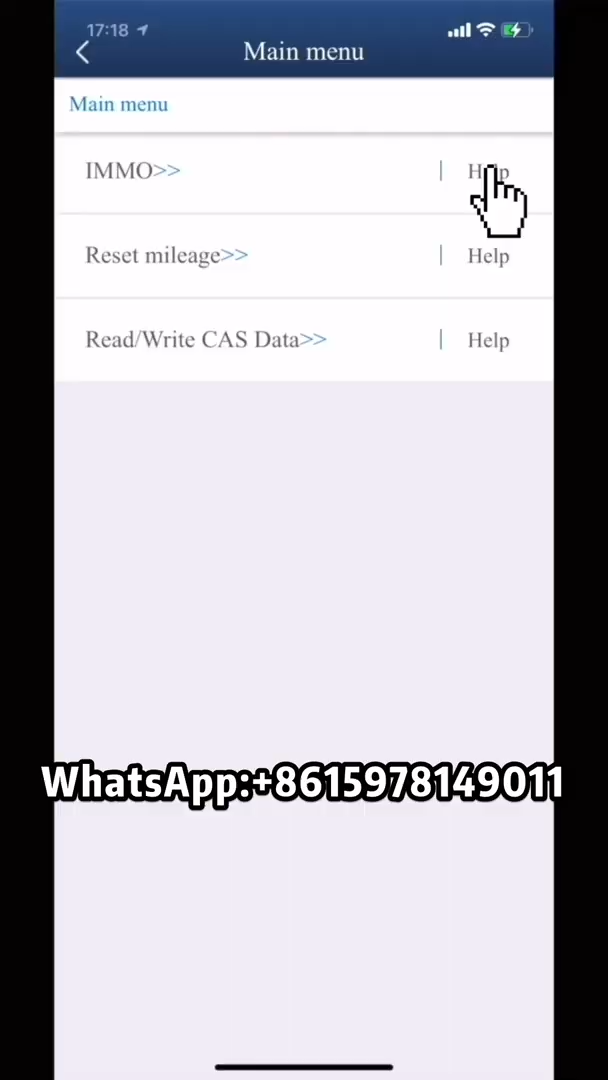 17:18
Main menu
Main menu
IMMO>> | Help
Reset mileage>> | Help
Read/Write CAS Data>> | Help
WhatsApp:+8615978149011